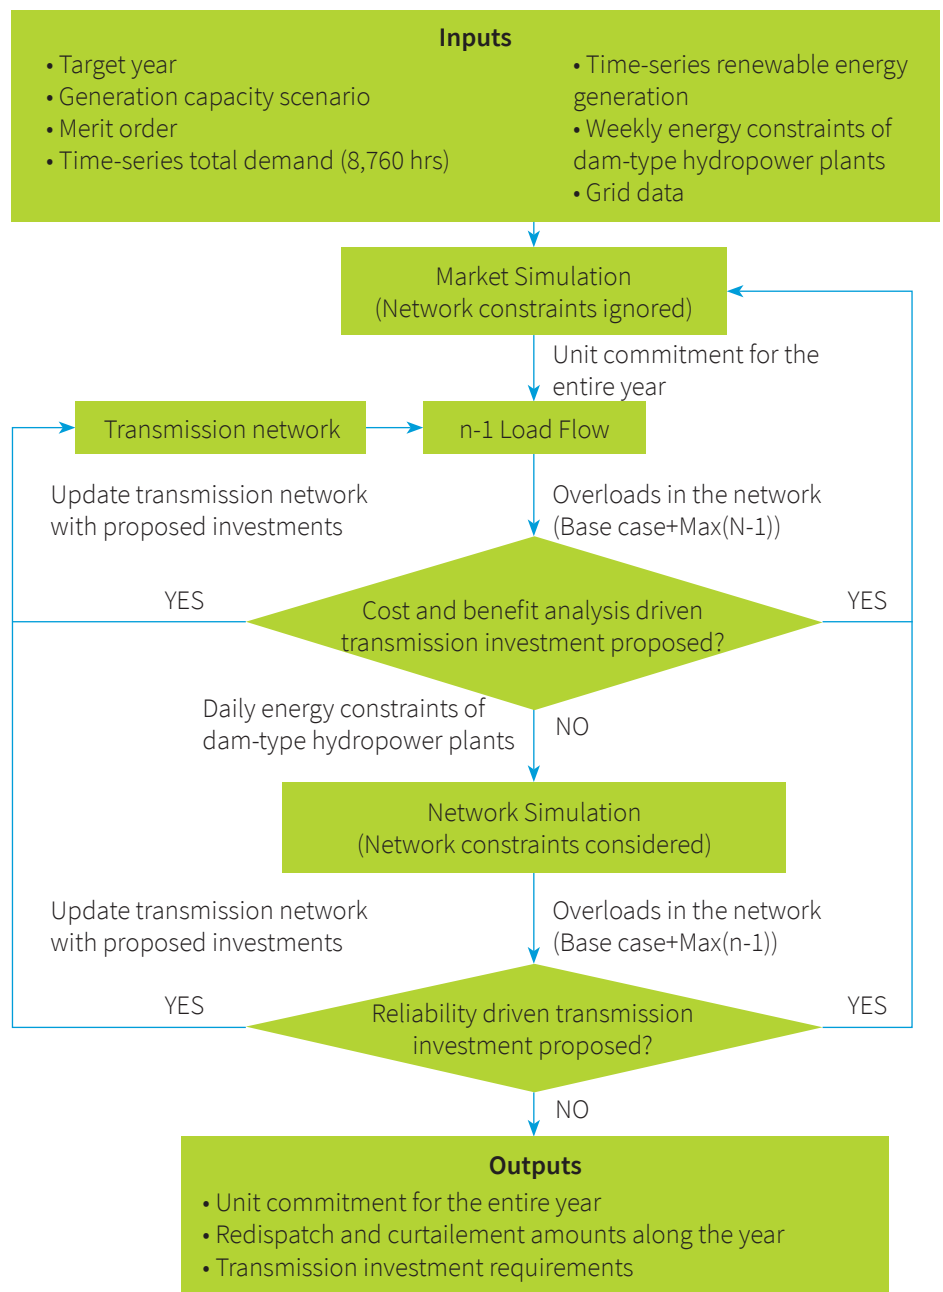 Inputs
• Target year
• Generation capacity scenario
• Merit order
• Time-series total demand (8,760 hrs)
• Time-series renewable energy
generation
• Weekly energy constraints of
dam-type hydropower plants
• Grid data
Market Simulation
(Network constraints ignored)
Unit commitment for the
entire year
Transmission network
n-1 Load Flow
Update transmission network
with proposed investments
Overloads in the network
(Base case+Max(N-1))
YES
Cost and benefit analysis driven
transmission investment proposed?
YES
Daily energy constraints of
dam-type hydropower plants
NO
Network Simulation
(Network constraints considered)
Update transmission network
with proposed investments
Overloads in the network
(Base case+Max(n-1))
YES
Reliability driven transmission
investment proposed?
YES
NO
Outputs
• Unit commitment for the entire year
• Redispatch and curtailement amounts along the year
• Transmission investment requirements